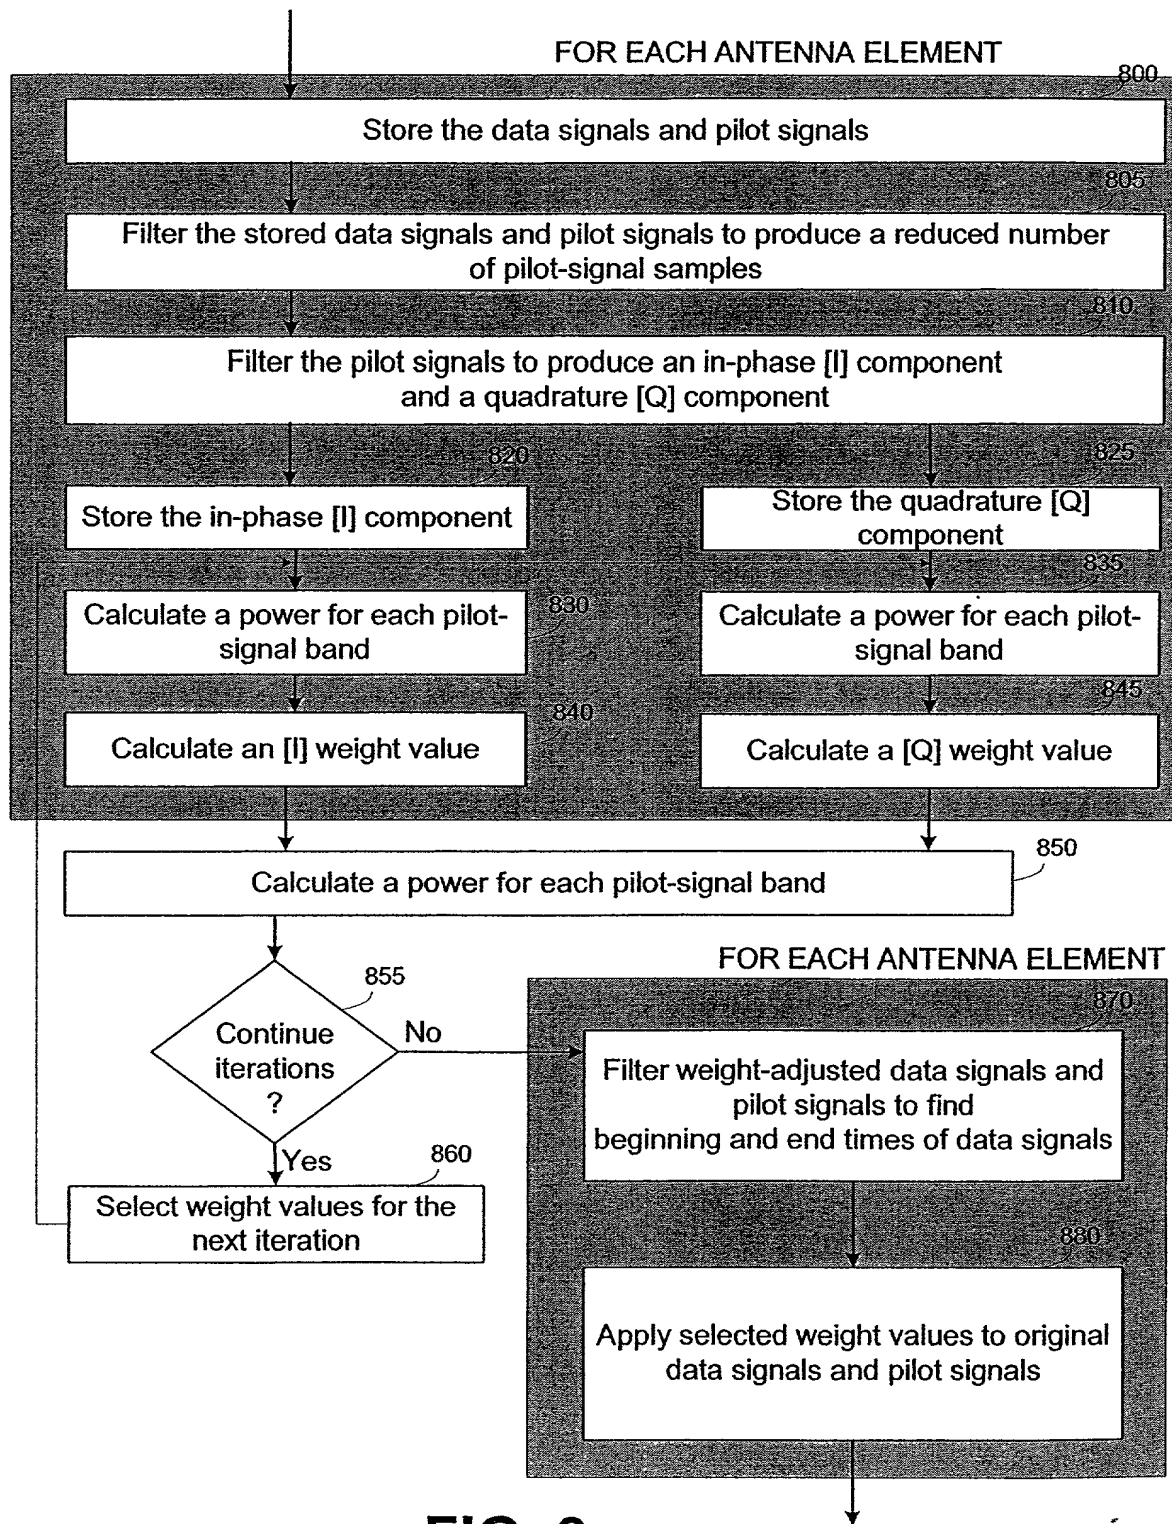 FOR EACH ANTENNA ELEMENT
800
Store the data signals and pilot signals
805
Filter the stored data signals and pilot signals to produce a reduced number
of pilot-signal samples
810
Filter the pilot signals to produce an in-phase [I] component
and a quadrature [Q] component
820
825
Store the in-phase [I] component
Store the quadrature [Q]
component
835
Calculate a power for each pilot-
signal band
830
Calculate a power for each pilot-
signal band
845
840
Calculate an [I] weight value
Calculate a [Q] weight value
850
Calculate a power for each pilot-signal band
FOR EACH ANTENNA ELEMENT
855
Continue
iterations
?
No
Yes
860
Select weight values for the
next iteration
870
Filter weight-adjusted data signals and
pilot signals to find
beginning and end times of data signals
880
Apply selected weight values to original
data signals and pilot signals
FIG.